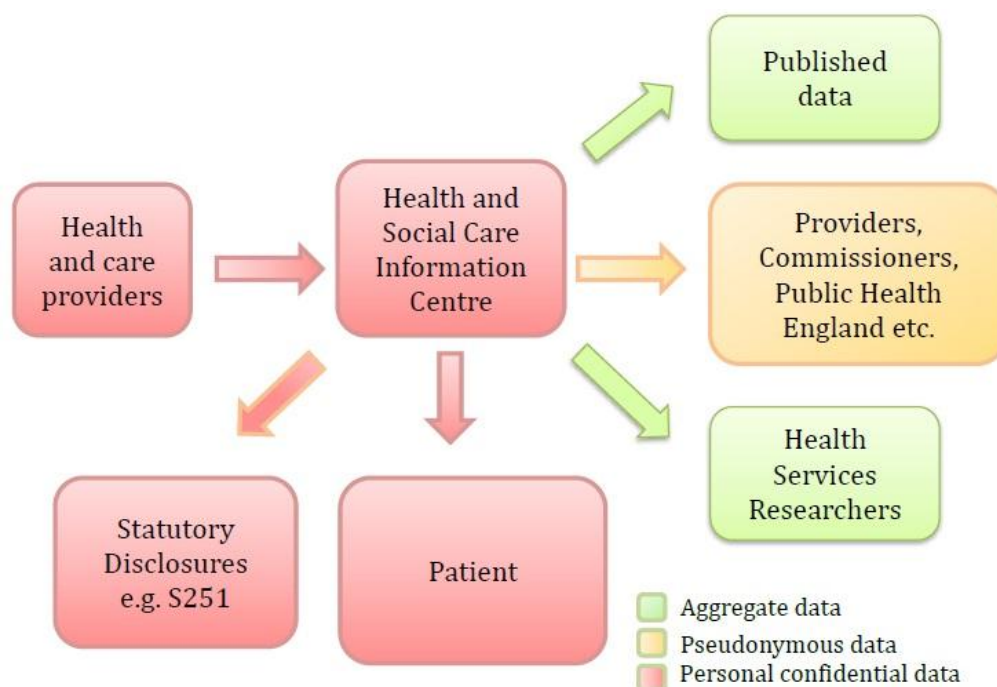 Published
data
Health
and care
providers
Health and
Social Care
Information
Centre
Providers,
Commissioners,
Public Health
England etc.
Health
Services
Researchers
Statutory
Disclosures
e.g. S251
Patient
Aggregate data
Pseudonymous data
Personal confidential data